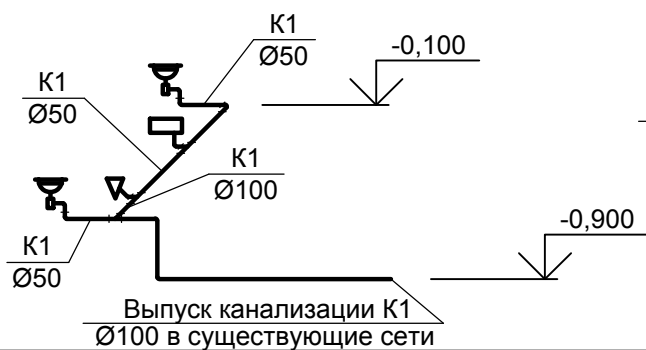 К1
Ø50
-0,100
К1
Ø50
К1
Ø100
К1
Ø50
-0,900
Выпуск канализации К1
Ø100 в существующие сети